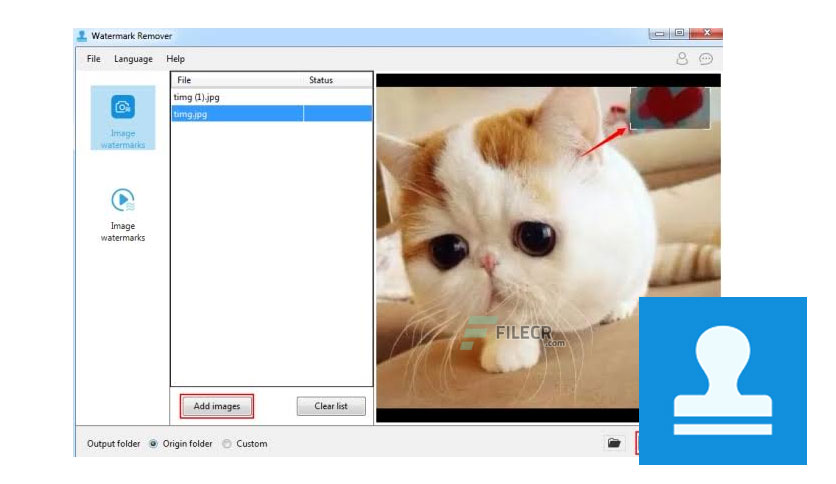 Watermark Remover
File Language Help
File Status
timg (1).jpg
timg.jpg
Image
watermarks
Image
watermarks
FILECR
.com
Add images Clear list
Output folder Origin folder Custom